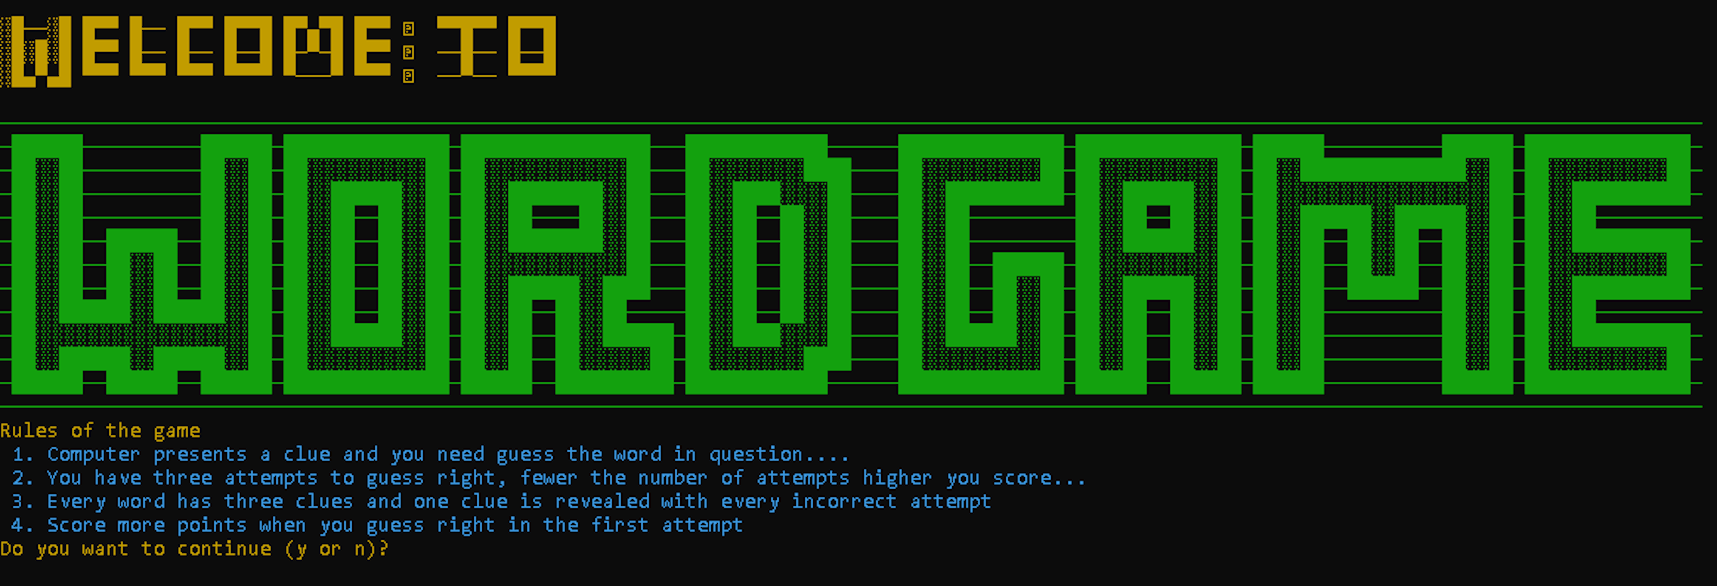 WELCOME: TO
WORD GAME
Rules of the game
1. Computer presents a clue and you need guess the word in question....
2. You have three attempts to guess right, fewer the number of attempts higher you score...
3. Every word has three clues and one clue is revealed with every incorrect attempt
4. Score more points when you guess right in the first attempt
Do you want to continue (y or n)?